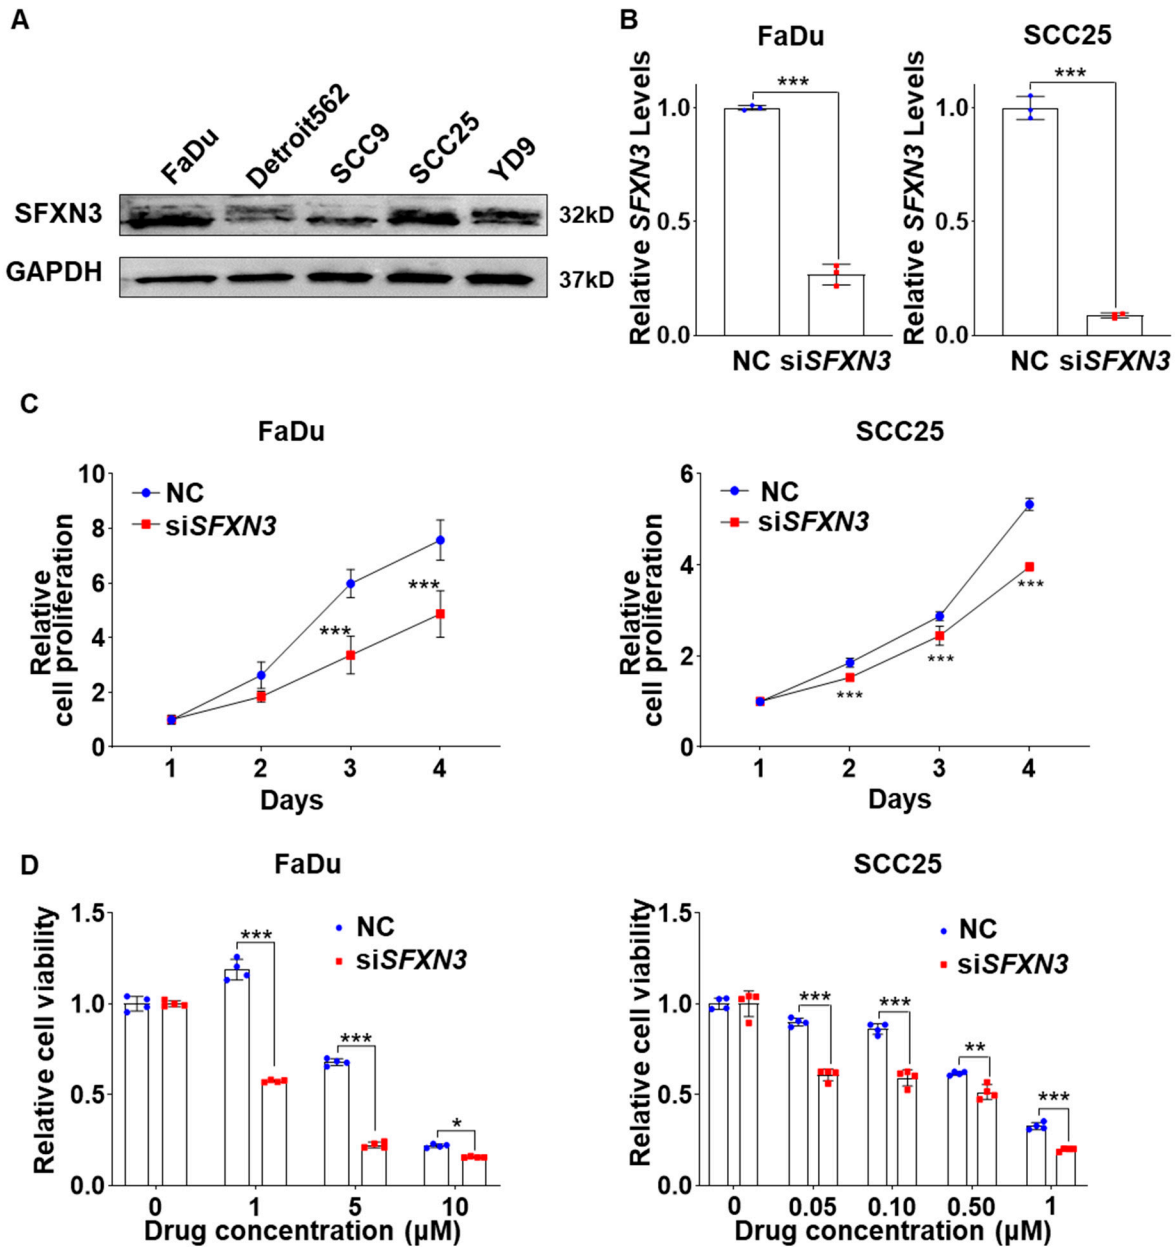 A
FaDu
Detroit562
SCC9
SCC25
YD9
SFXN3
32kD
GAPDH
37kD
B
FaDu
Relative SFXN3 Levels
1.0
0.5
0.0
***
NC siSFXN3
SCC25
Relative SFXN3 Levels
1.0
0.5
0.0
***
NC siSFXN3
C
FaDu
Relative
cell proliferation
10
8
6
4
2
0
NC
siSFXN3
***
***
1 2 3 4
Days
SCC25
Relative
cell proliferation
6
4
2
0
NC
siSFXN3
***
***
***
1 2 3 4
Days
D
FaDu
Relative cell viability
1.5
1.0
0.5
0.0
NC
siSFXN3
***
***
*
0 1 5 10
Drug concentration (μM)
SCC25
Relative cell viability
1.5
1.0
0.5
0.0
NC
siSFXN3
***
***
**
***
0 0.05 0.10 0.50 1
Drug concentration (μM)